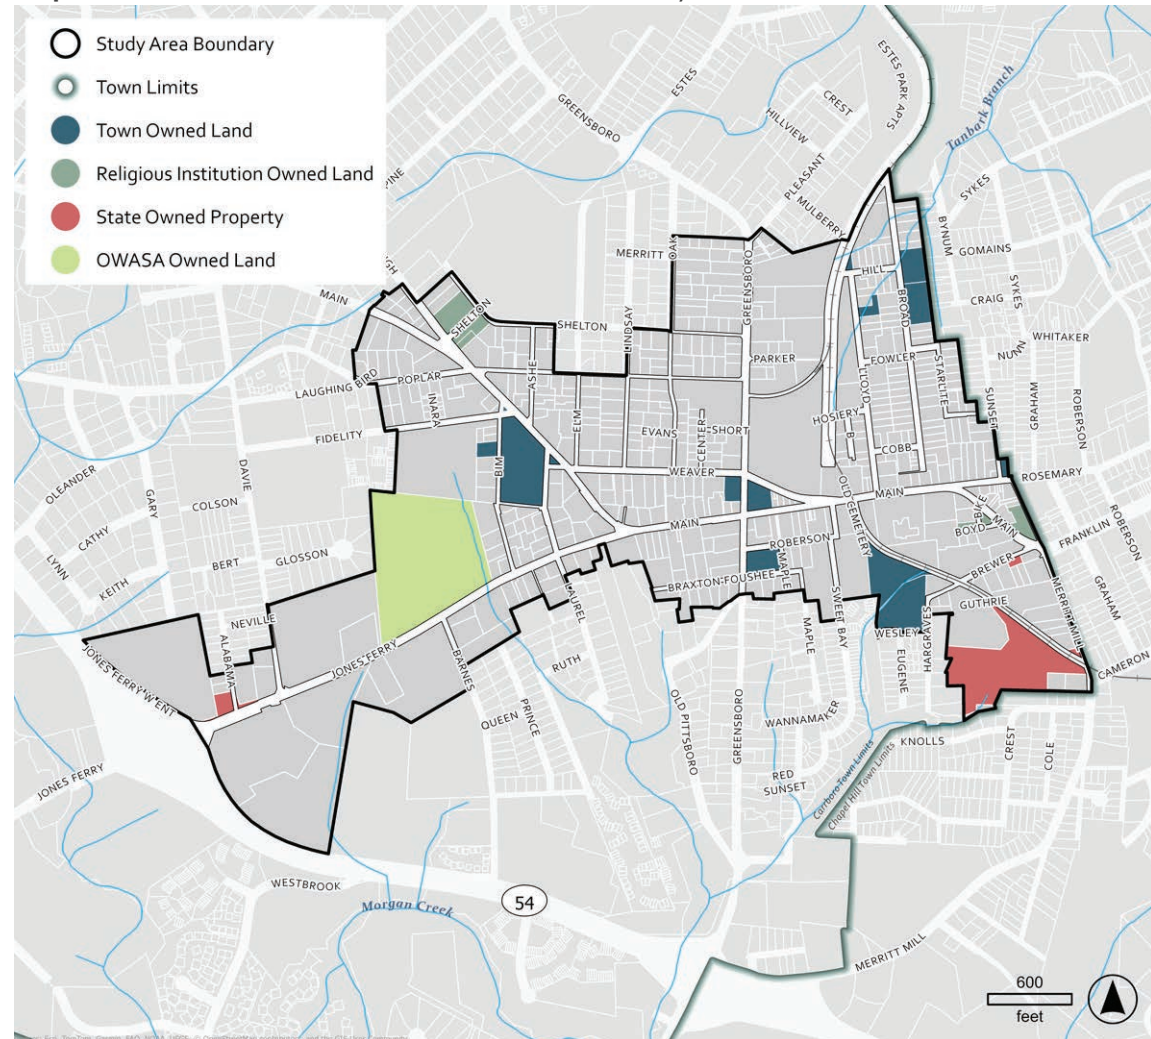 Study Area Boundary
Town Limits
Town Owned Land
Religious Institution Owned Land
State Owned Property
OWASA Owned Land
ESTES PARK APTS
ESTES
GREENSBORO
CREST
HILLVIEW
PLEASANT
MULBERRY
Tanbark Branch
SYKES
BYNUM
GOMAINS
SYKES
CRAIG
WHITAKER
NUNN
PINE
MAIN
MERRITT
OAK
GREENSBORO
HILL
BROAD
SHELTON
SHELTON
LINDSAY
PARKER
FOWLER
STARLITE
LAUGHING BIRD
POPLAR
ASHE
INARA
ELM
EVANS
CENTER
SHORT
LLOYD
HOSIERY
B
COBB
SUNSET
GRAHAM
ROBERSON
FIDELITY
BIM
WEAVER
OLEANDER
GARY
DAVIE
COLSON
CATHY
LYNN
KEITH
BERT
GLOSSON
MAIN
MAIN
OLD CEMETERY
ROSEMARY
BIKE
MAIN
BOYD
FRANKLIN
ROBERSON
ROBERSON
MAPLE
BRAXTON-FOUSHEE
BREWER
GUTHRIE
MERRITT MILL
GRAHAM
CAMERON
NEVILLE
ALABAMA
JONES FERRY
LAUREL
BARNES
RUTH
QUEEN
PRINCE
MAPLE
SWEET BAY
WESLEY
EUGENE
HARGRAVES
JONES FERRY W ENT
JONES FERRY
OLD PITTSBORO
GREENSBORO
WANNAMAKER
RED
SUNSET
Carrboro Town Limits
Chapel Hill Town Limits
KNOLLS
CREST
COLE
WESTBROOK
Morgan Creek
54
MERRITT MILL
600
feet